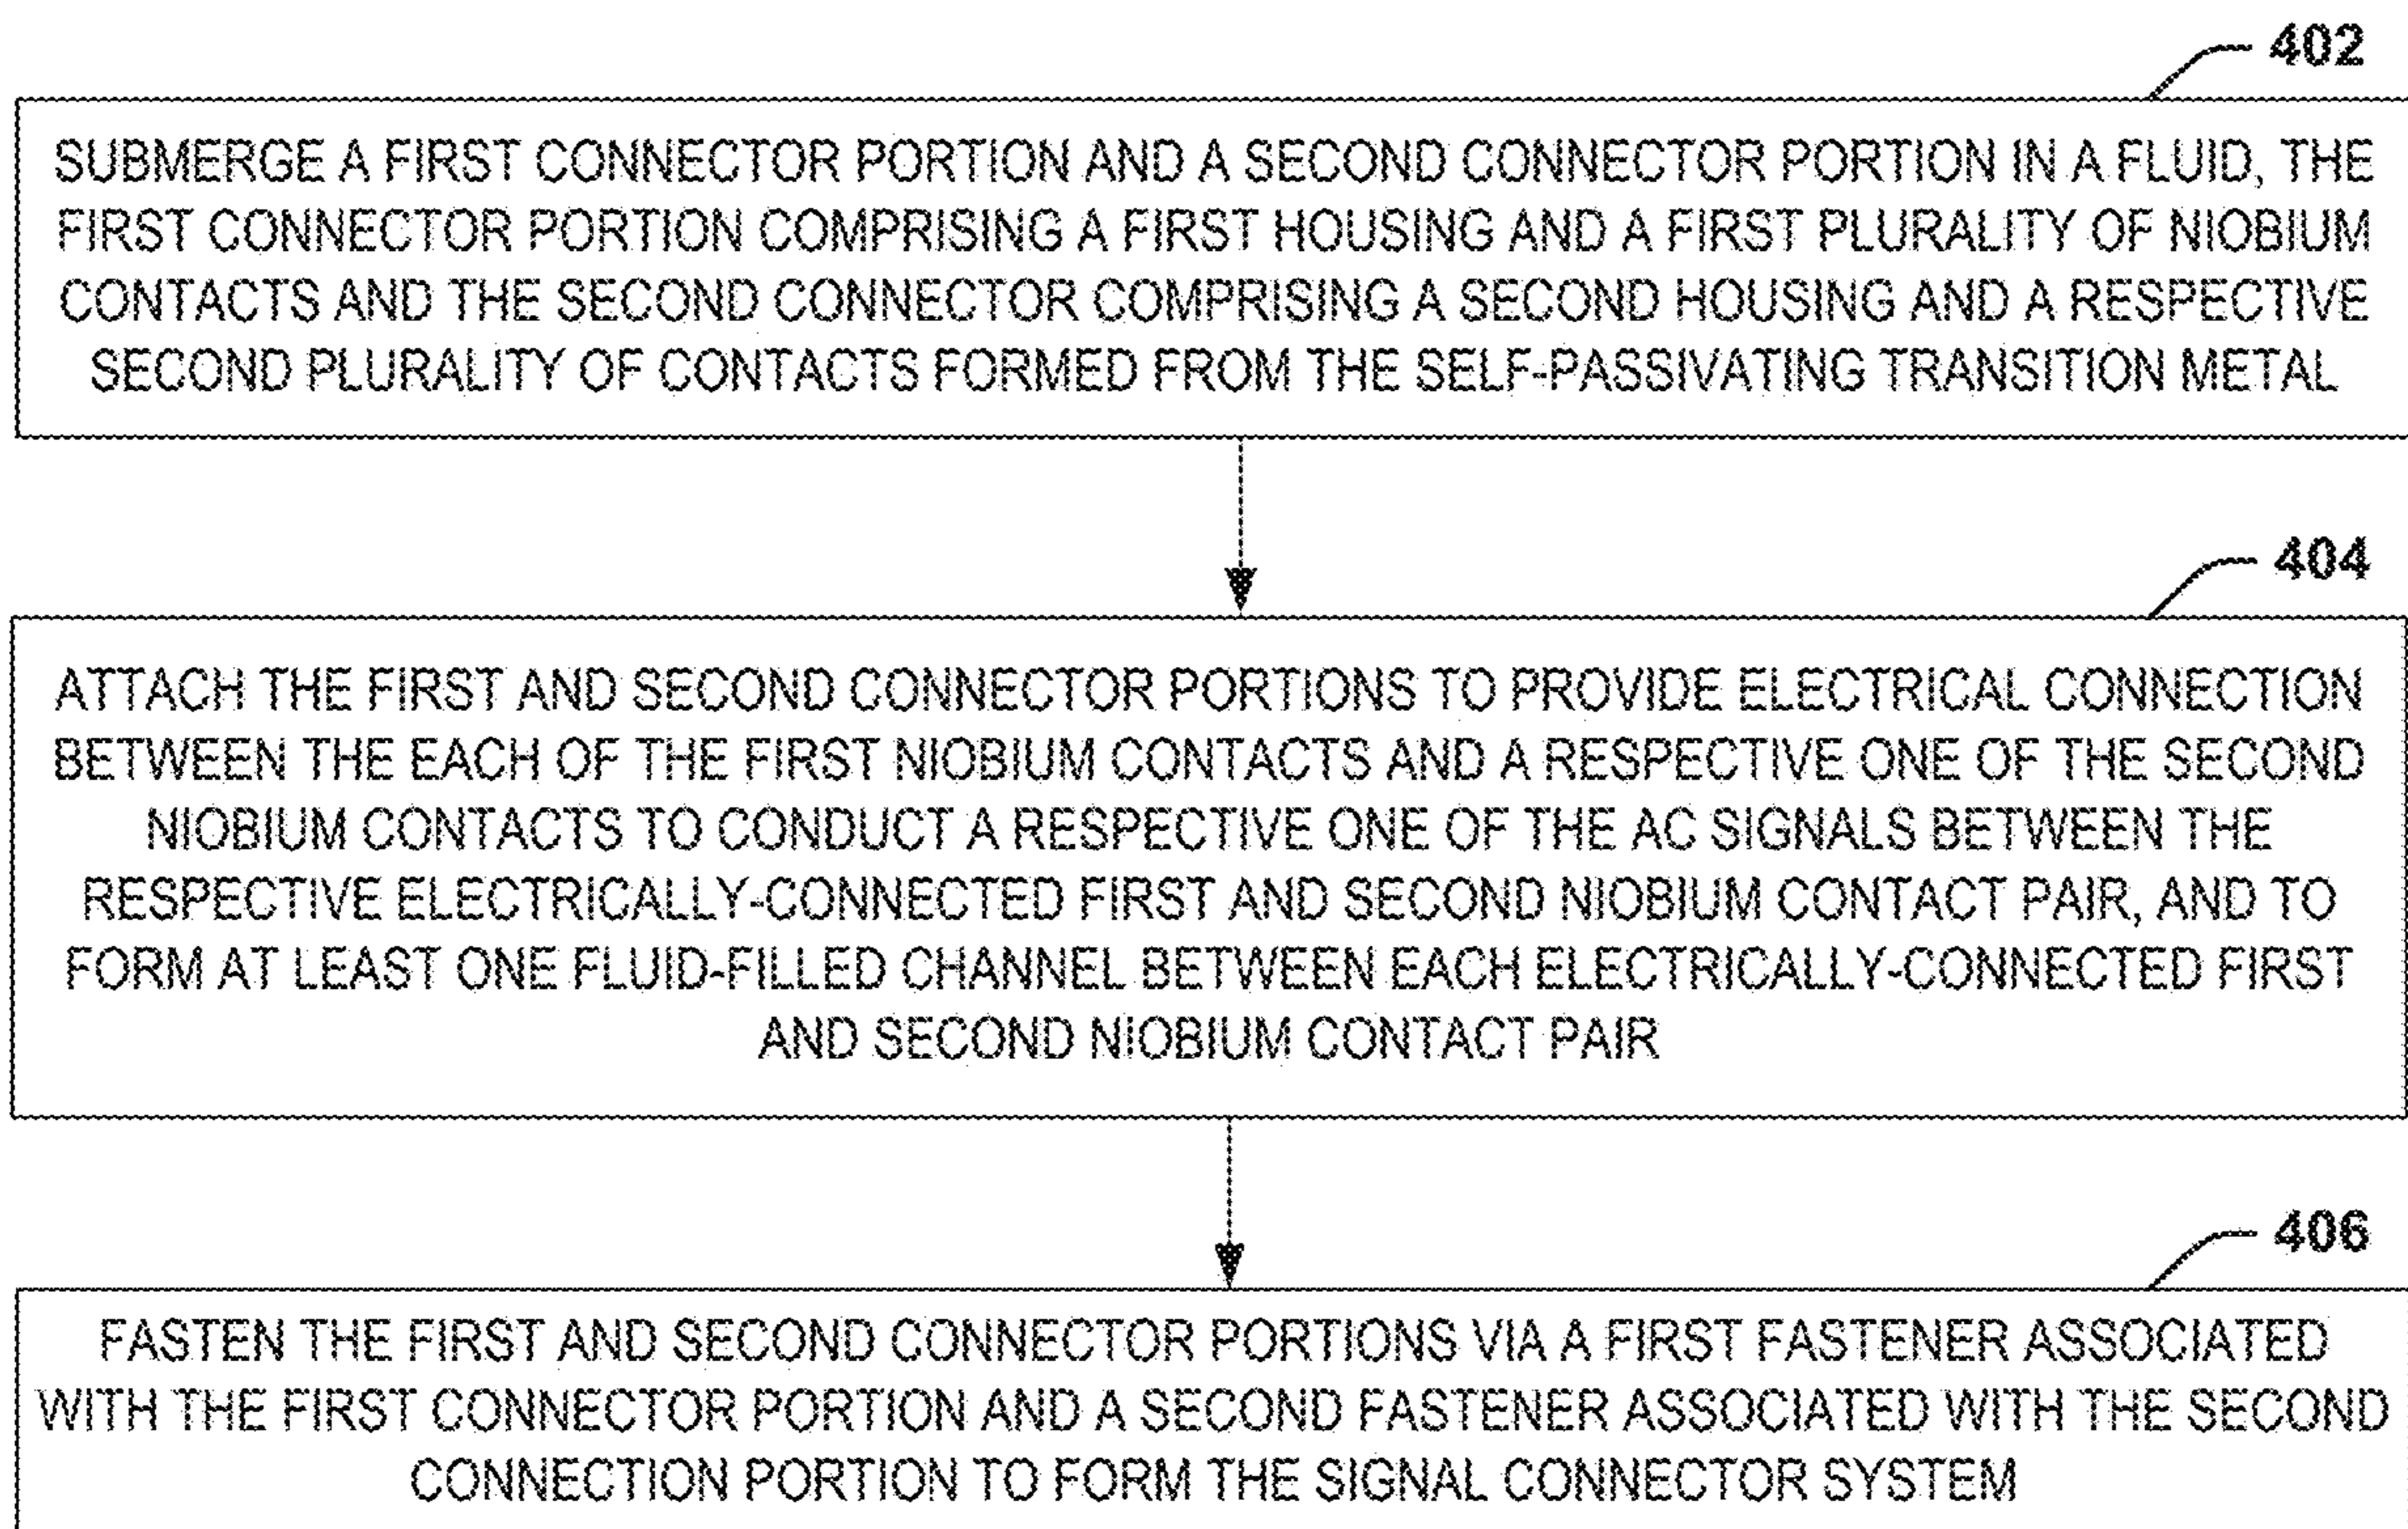 402
SUBMERGE A FIRST CONNECTOR PORTION AND A SECOND CONNECTOR PORTION IN A FLUID, THE
FIRST CONNECTOR PORTION COMPRISING A FIRST HOUSING AND A FIRST PLURALITY OF NIOBIUM
CONTACTS AND THE SECOND CONNECTOR COMPRISING A SECOND HOUSING AND A RESPECTIVE
SECOND PLURALITY OF CONTACTS FORMED FROM THE SELF-PASSIVATING TRANSITION METAL
404
ATTACH THE FIRST AND SECOND CONNECTOR PORTIONS TO PROVIDE ELECTRICAL CONNECTION
BETWEEN THE EACH OF THE FIRST NIOBIUM CONTACTS AND A RESPECTIVE ONE OF THE SECOND
NIOBIUM CONTACTS TO CONDUCT A RESPECTIVE ONE OF THE AC SIGNALS BETWEEN THE
RESPECTIVE ELECTRICALLY-CONNECTED FIRST AND SECOND NIOBIUM CONTACT PAIR, AND TO
FORM AT LEAST ONE FLUID-FILLED CHANNEL BETWEEN EACH ELECTRICALLY-CONNECTED FIRST
AND SECOND NIOBIUM CONTACT PAIR
406
FASTEN THE FIRST AND SECOND CONNECTOR PORTIONS VIA A FIRST FASTENER ASSOCIATED
WITH THE FIRST CONNECTOR PORTION AND A SECOND FASTENER ASSOCIATED WITH THE SECOND
CONNECTION PORTION TO FORM THE SIGNAL CONNECTOR SYSTEM